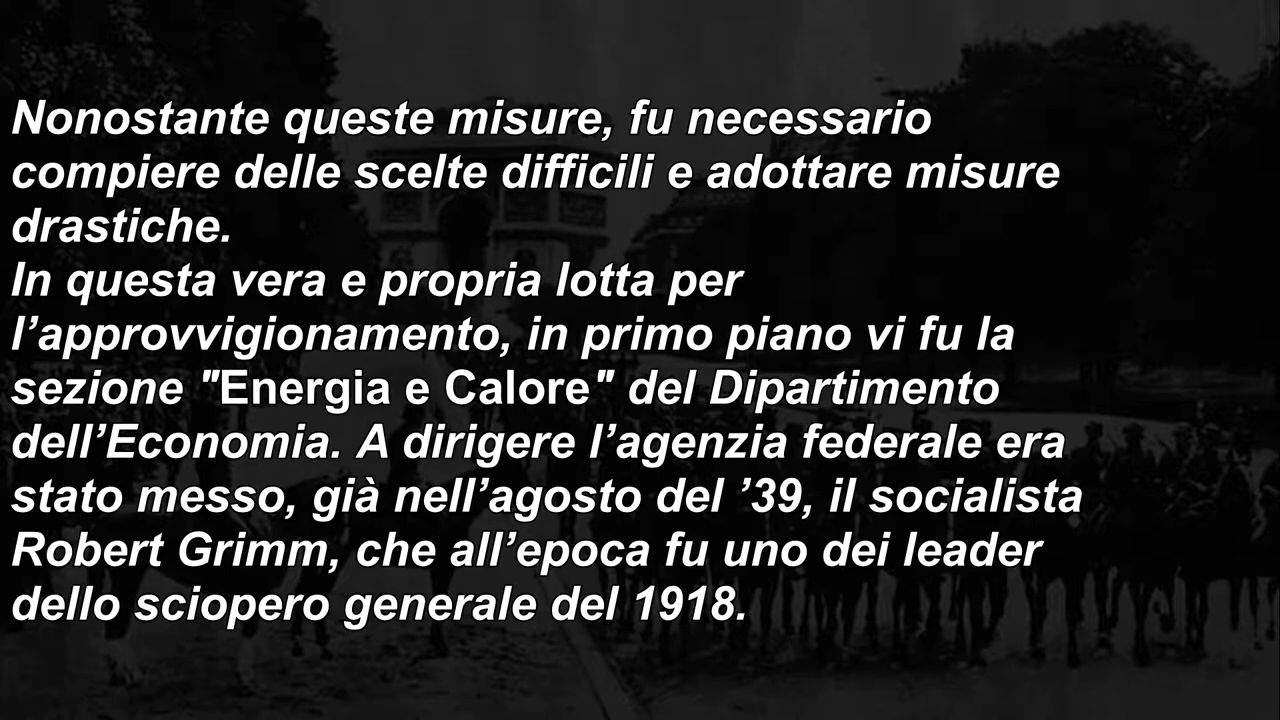 Nonostante queste misure, fu necessario
compiere delle scelte difficili e adottare misure
drastiche.
In questa vera e propria lotta per
l’approvvigionamento, in primo piano vi fu la
sezione "Energia e Calore" del Dipartimento
dell’Economia. A dirigere l’agenzia federale era
stato messo, già nell’agosto del ’39, il socialista
Robert Grimm, che all’epoca fu uno dei leader
dello sciopero generale del 1918.